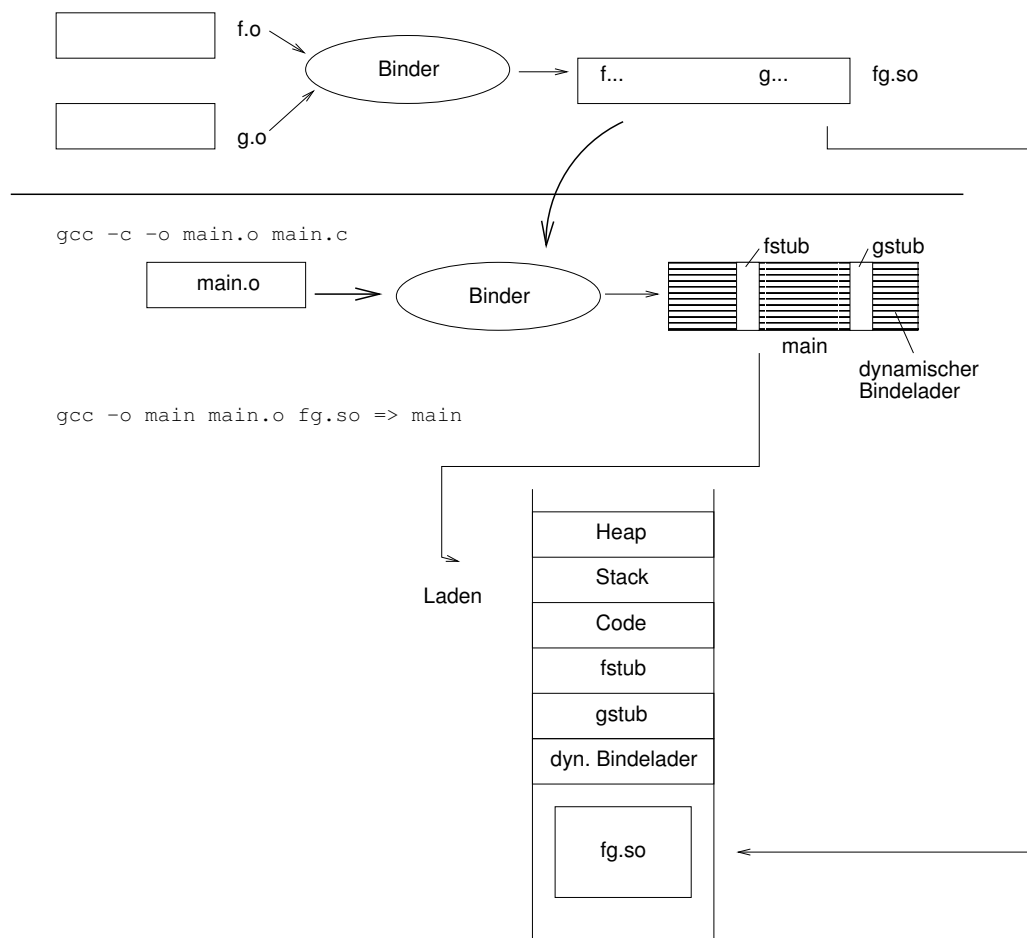 f.o
Binder
f... g...
fg.so
g.o
gcc -c -o main.o main.c
fstub
gstub
main.o
Binder
main
dynamischer
Bindelader
gcc -o main main.o fg.so => main
Heap
Stack
Laden
Code
fstub
gstub
dyn. Bindelader
fg.so